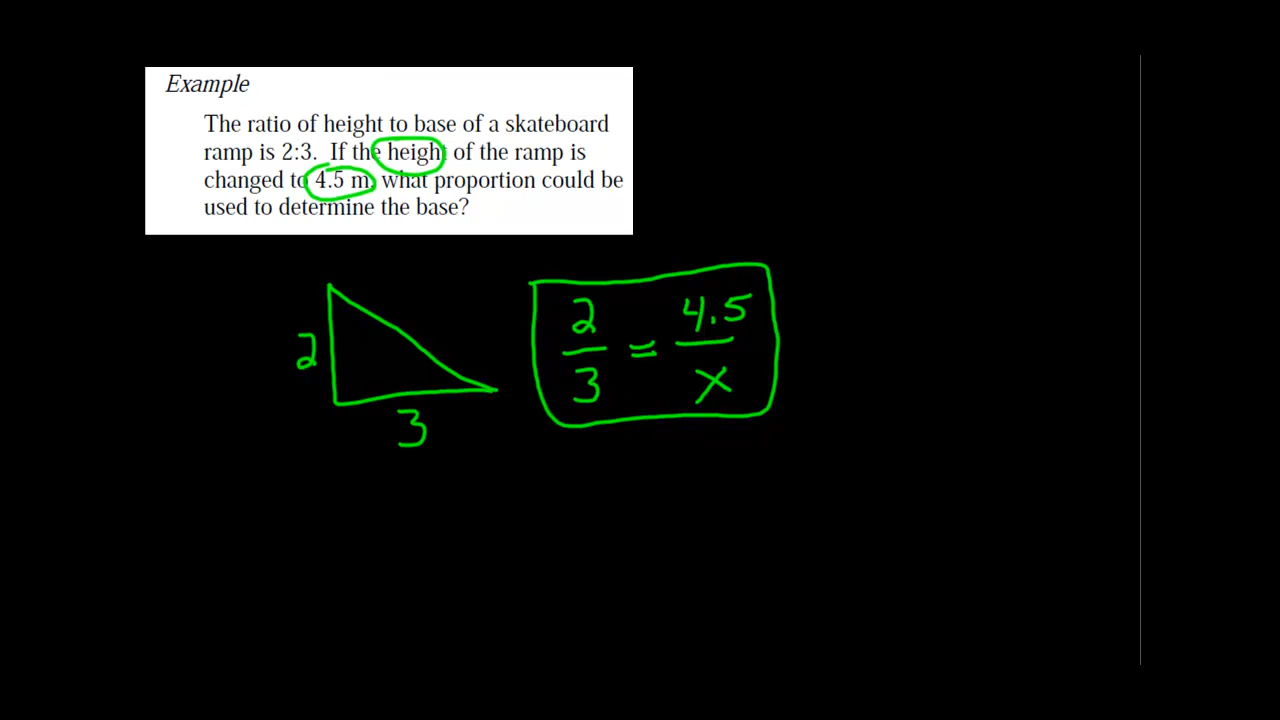 Example
The ratio of height to base of a skateboard
ramp is 2:3. If the height of the ramp is
changed to 4.5 m, what proportion could be
used to determine the base?
2
3
2/3 = 4.5/x